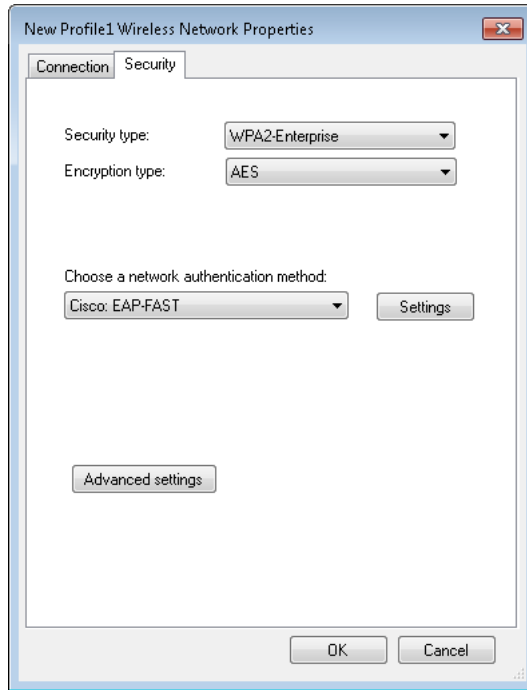 New Profile1 Wireless Network Properties
Connection Security
Security type: WPA2-Enterprise
Encryption type: AES
Choose a network authentication method:
Cisco: EAP-FAST Settings
Advanced settings
OK Cancel